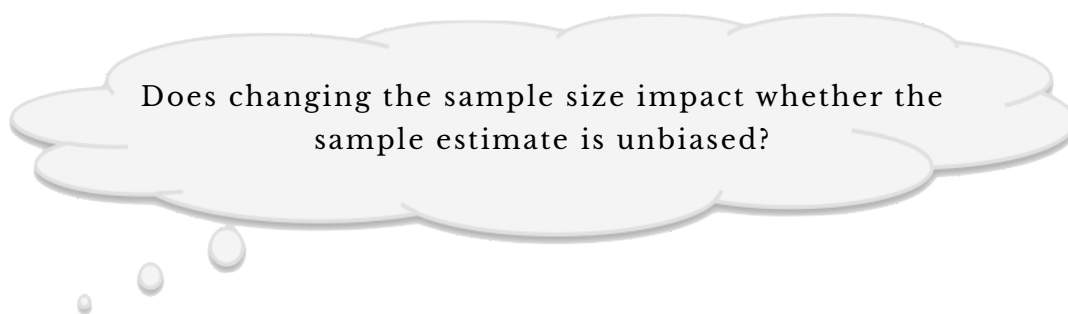 Does changing the sample size impact whether the
sample estimate is unbiased?